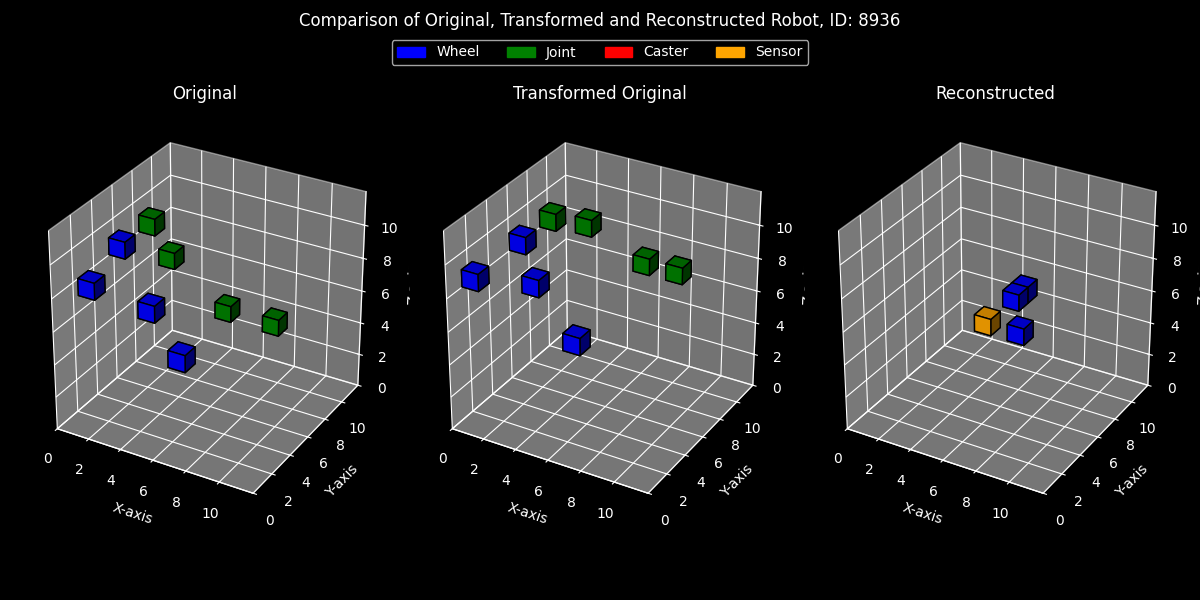 Comparison of Original, Transformed and Reconstructed Robot, ID: 8936
Wheel Joint Caster Sensor
Original
Transformed Original
Reconstructed
0 2 4 6 8 10
X-axis
0 2 4 6 8 10
Y-axis
0 2 4 6 8 10
0 2 4 6 8 10
X-axis
0 2 4 6 8 10
Y-axis
0 2 4 6 8 10
0 2 4 6 8 10
X-axis
0 2 4 6 8 10
Y-axis
0 2 4 6 8 10